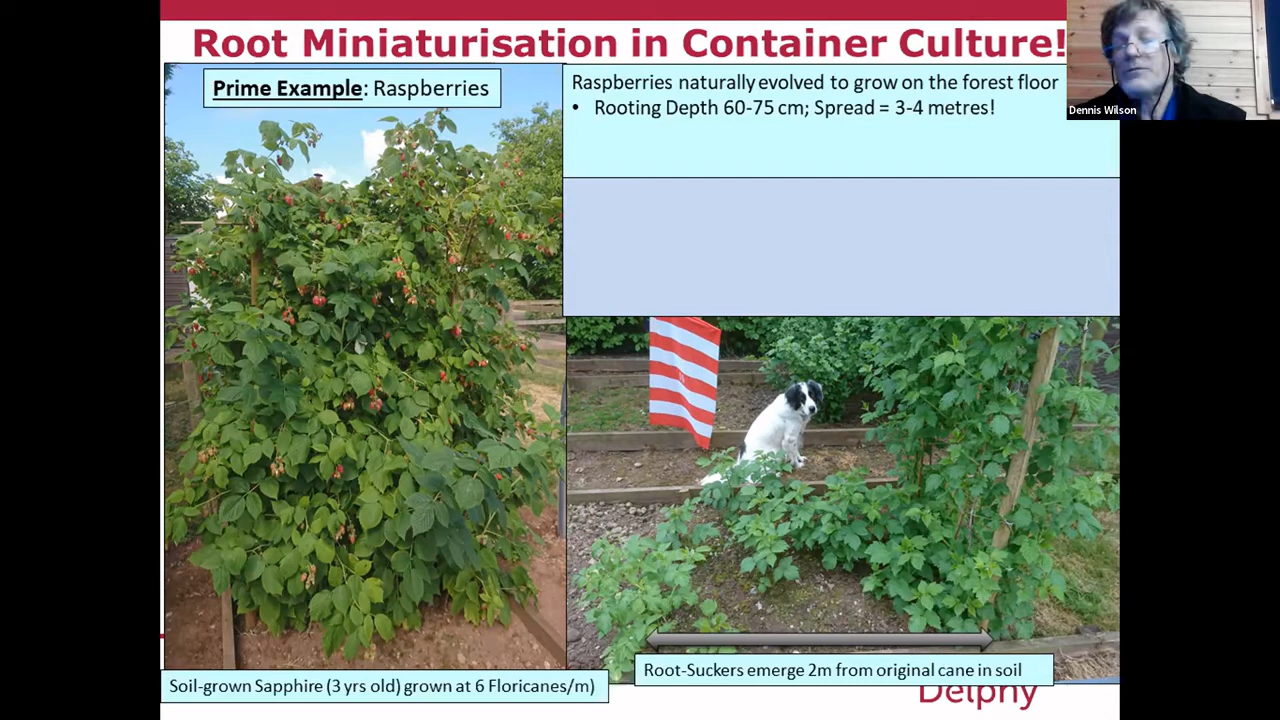 Root Miniaturisation in Container Culture!
Prime Example: Raspberries
Raspberries naturally evolved to grow on the forest floor
• Rooting Depth 60-75 cm; Spread = 3-4 metres!
Dennis Wilson
Root-Suckers emerge 2m from original cane in soil
Soil-grown Sapphire (3 yrs old) grown at 6 Floricanes/m)
Delphy